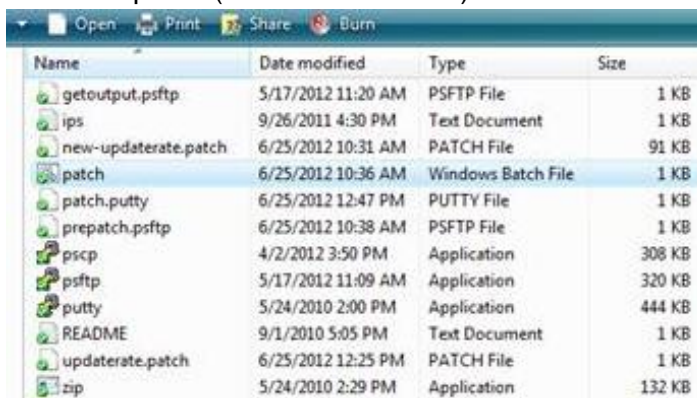 Open Print Share Burn
Name Date modified Type Size
getoutput.psftp 5/17/2012 11:20 AM PSFTP File 1 KB
ips 9/26/2011 4:30 PM Text Document 1 KB
new-updaterate.patch 6/25/2012 10:31 AM PATCH File 91 KB
patch 6/25/2012 10:36 AM Windows Batch File 1 KB
patch.putty 6/25/2012 12:47 PM PUTTY File 1 KB
prepatch.psftp 6/25/2012 10:38 AM PSFTP File 1 KB
pscp 4/2/2012 3:50 PM Application 308 KB
psftp 5/17/2012 11:09 AM Application 320 KB
putty 5/24/2010 2:00 PM Application 444 KB
README 9/1/2010 5:05 PM Text Document 1 KB
updaterate.patch 6/25/2012 12:25 PM PATCH File 1 KB
zip 5/24/2010 2:29 PM Application 132 KB